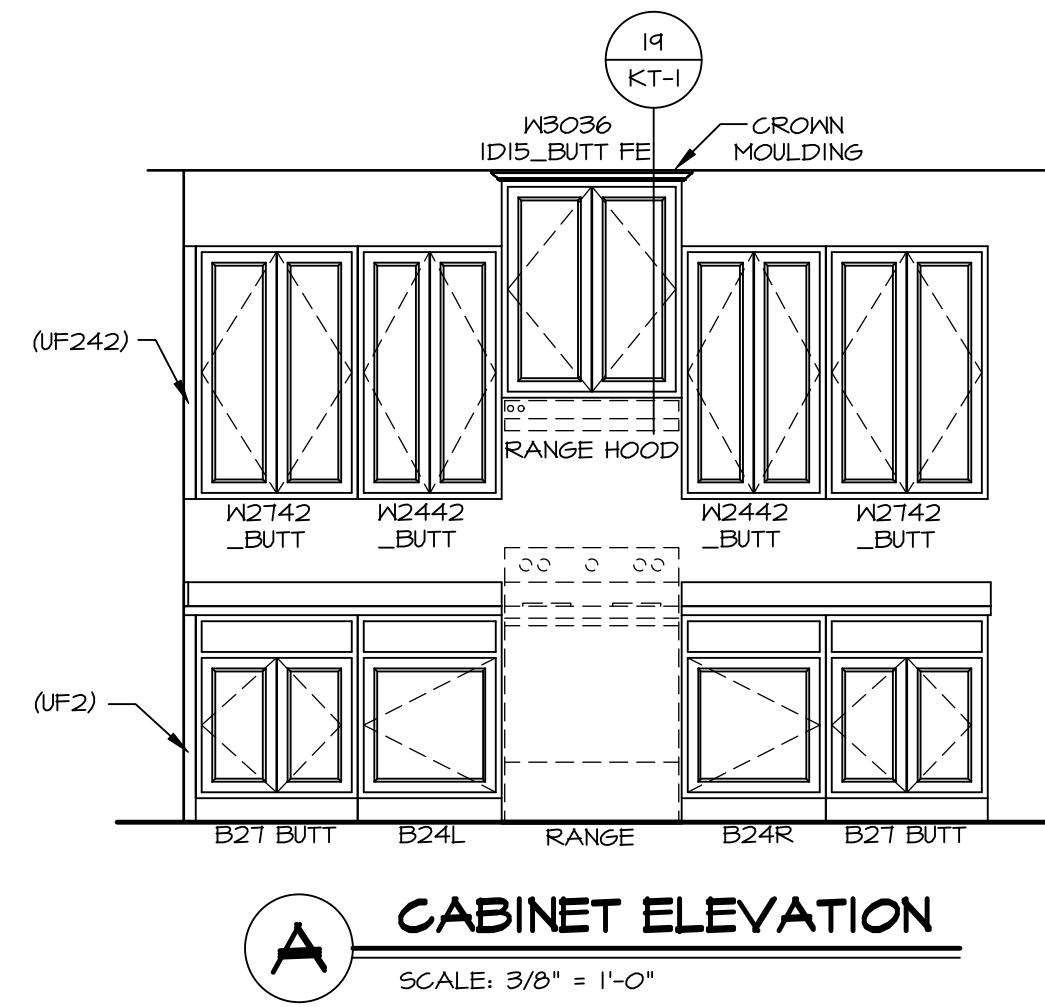 19
KT-1
W3036
1D15_BUTT FE
CROWN
MOULDING
(UF242)
RANGE HOOD
W2742
_BUTT
W2442
_BUTT
W2442
_BUTT
W2742
_BUTT
(UF2)
B27 BUTT
B24L
RANGE
B24R
B27 BUTT
A
CABINET ELEVATION
SCALE: 3/8" = 1'-0"